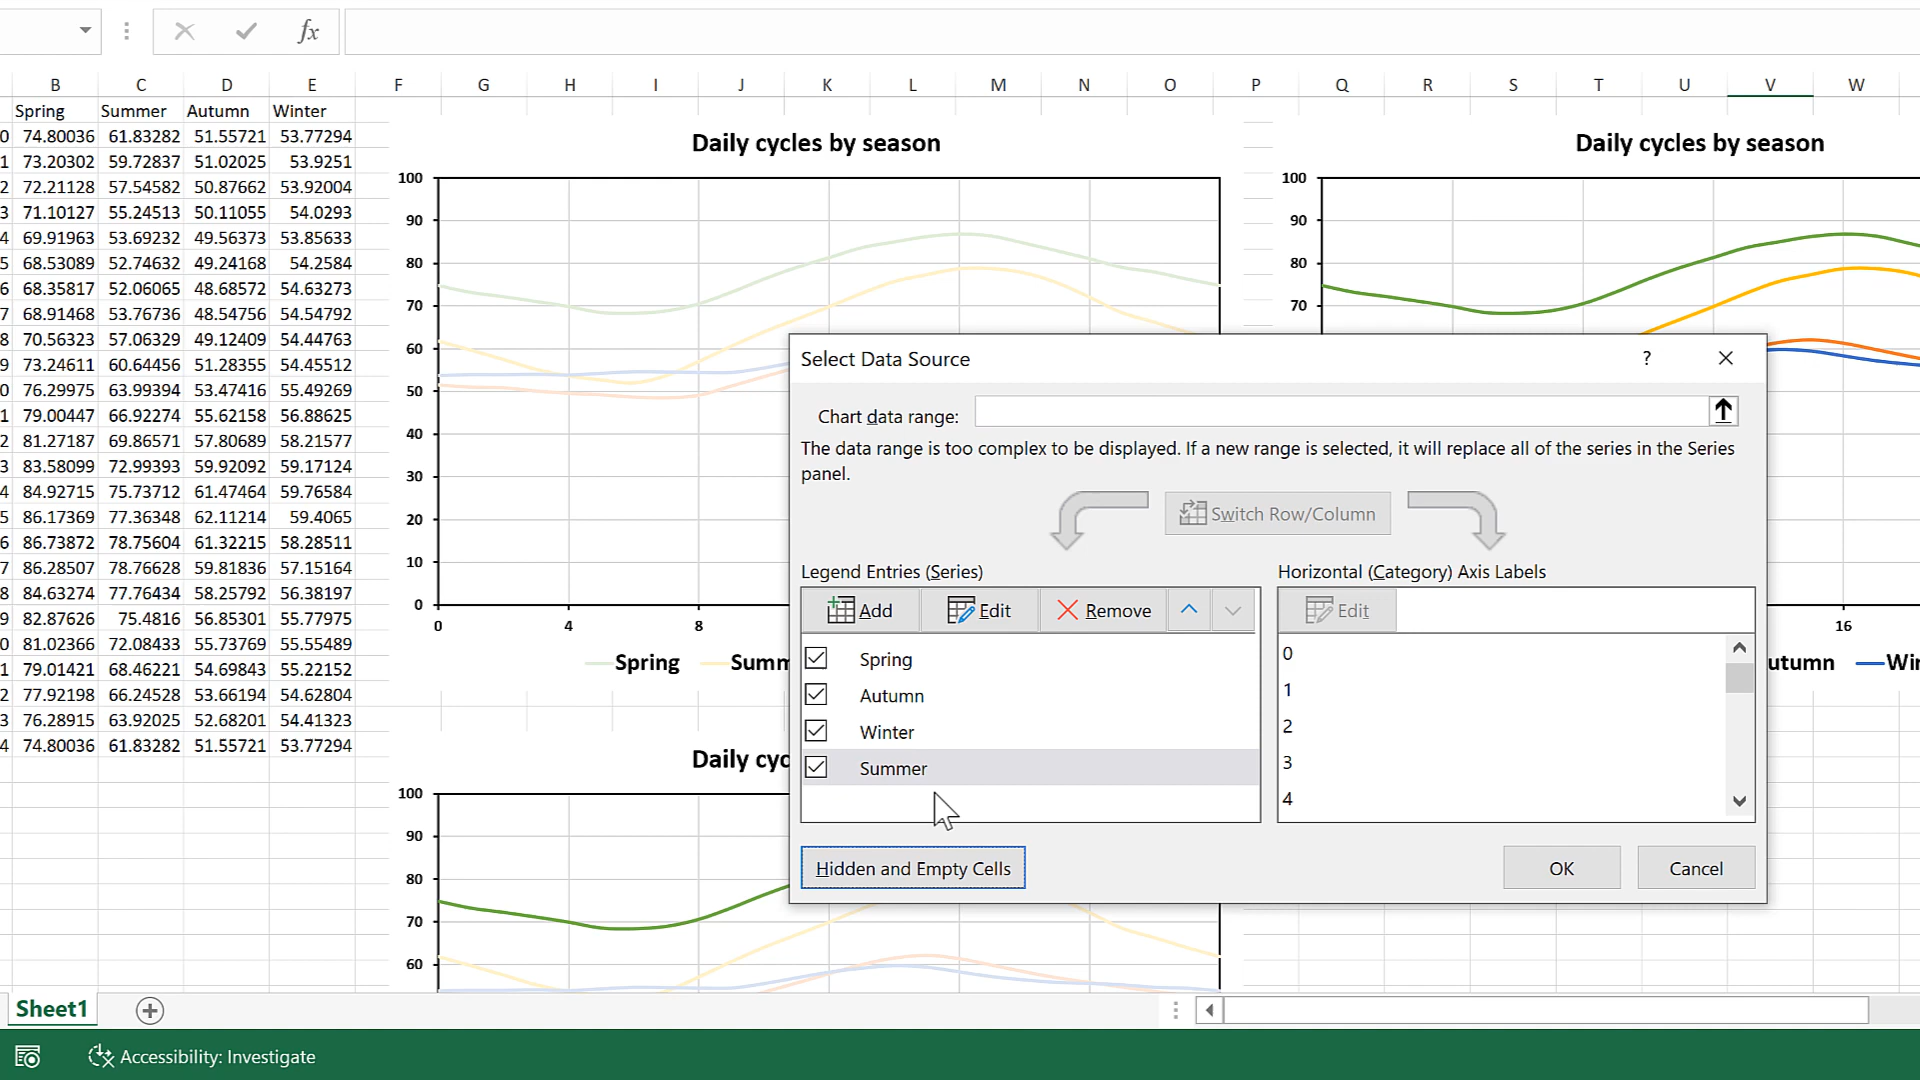 fx
B C D E F G H I J K L M N O P Q R S T U V W
Spring Summer Autumn Winter
0 74.80036 61.83282 51.55721 53.77294
1 73.20302 59.72837 51.02025 53.9251
2 72.21128 57.54582 50.87662 53.92004
3 71.10127 55.24513 50.11055 54.0293
4 69.91963 53.69232 49.56373 53.85633
5 68.53089 52.74632 49.24168 54.2584
6 68.35817 52.06065 48.68572 54.63273
7 68.91468 53.76736 48.54756 54.54792
8 70.56323 57.06329 49.12409 54.44763
9 73.24611 60.64456 51.28355 54.45512
0 76.29975 63.99394 53.47416 55.49269
1 79.00447 66.92274 55.62158 56.88625
2 81.27187 69.86571 57.80689 58.21577
3 83.58099 72.99393 59.92092 59.17124
4 84.92715 75.73712 61.47464 59.76584
5 86.17369 77.36348 62.11214 59.4065
6 86.73872 78.75604 61.32215 58.28511
7 86.28507 78.76628 59.81836 57.15164
8 84.63274 77.76434 58.25792 56.38197
9 82.87626 75.4816 56.85301 55.77975
0 81.02366 72.08433 55.73769 55.55489
1 79.01421 68.46221 54.69843 55.22152
2 77.92198 66.24528 53.66194 54.62804
3 76.28915 63.92025 52.68201 54.41323
4 74.80036 61.83282 51.55721 53.77294
Daily cycles by season
100
90
80
70
60
50
40
30
20
10
0
0 4 8
Spring Summ
Daily cycles by season
100
90
80
70
16
utumn Win
Daily cyc
100
90
80
70
60
Select Data Source ?
Chart data range:
The data range is too complex to be displayed. If a new range is selected, it will replace all of the series in the Series
panel.
Switch Row/Column
Legend Entries (Series)
Add Edit Remove
Spring
Autumn
Winter
Summer
Horizontal (Category) Axis Labels
Edit
0
1
2
3
4
Hidden and Empty Cells
OK Cancel
Sheet1
Accessibility: Investigate